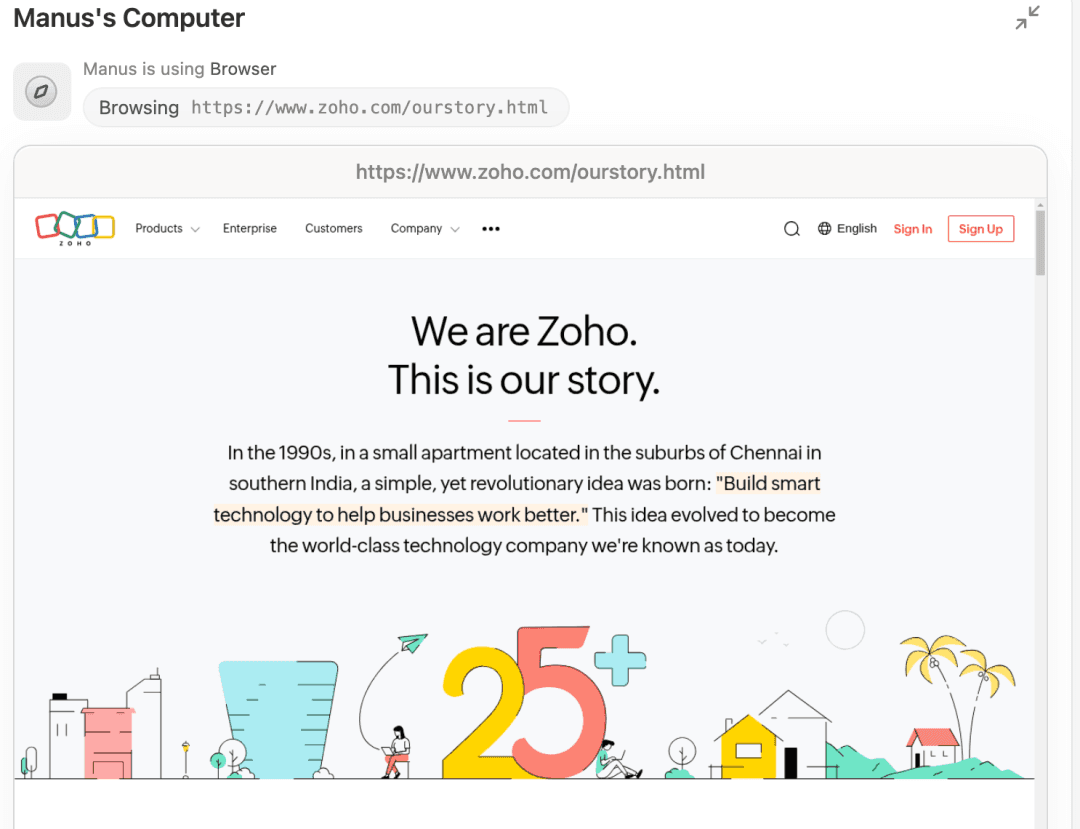 Manus's Computer
Manus is using Browser
Browsing https://www.zoho.com/ourstory.html
https://www.zoho.com/ourstory.html
ZOHO Products Enterprise Customers Company ••• English Sign In Sign Up
We are Zoho.
This is our story.
In the 1990s, in a small apartment located in the suburbs of Chennai in
southern India, a simple, yet revolutionary idea was born: "Build smart
technology to help businesses work better." This idea evolved to become
the world-class technology company we're known as today.
25+